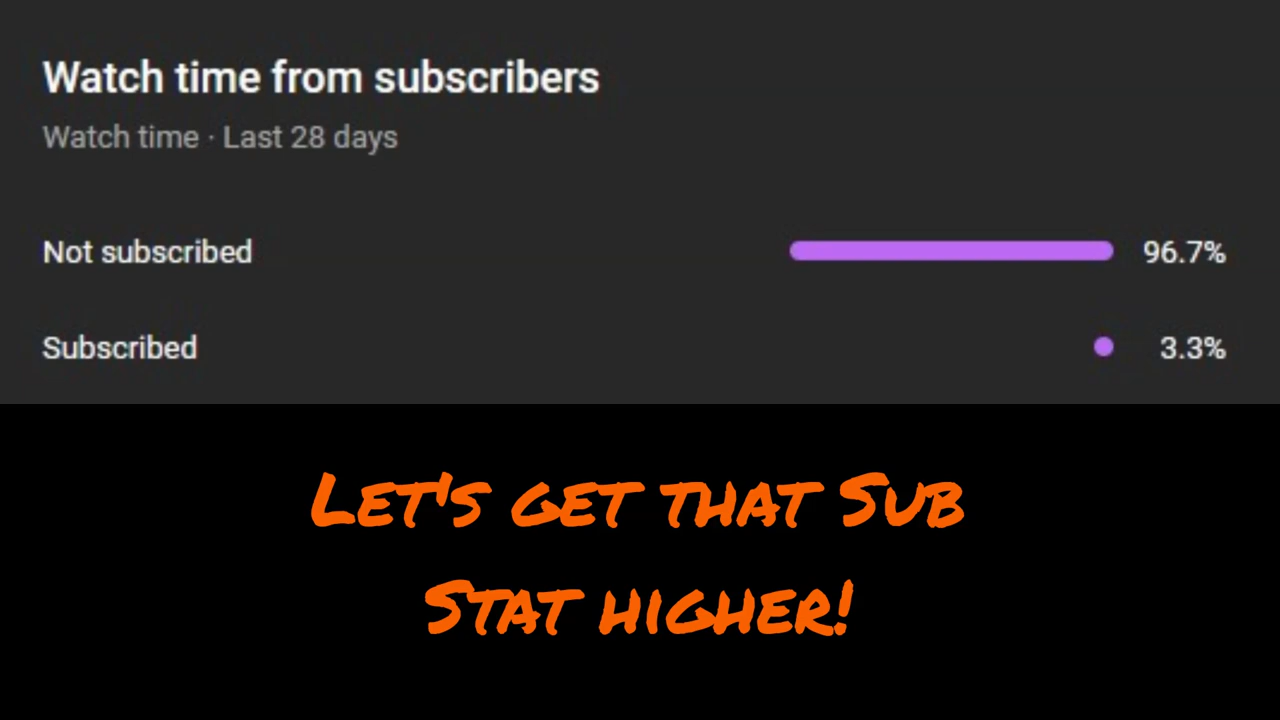 Watch time from subscribers
Watch time · Last 28 days
Not subscribed 96.7%
Subscribed 3.3%
Let's get that Sub
Stat higher!